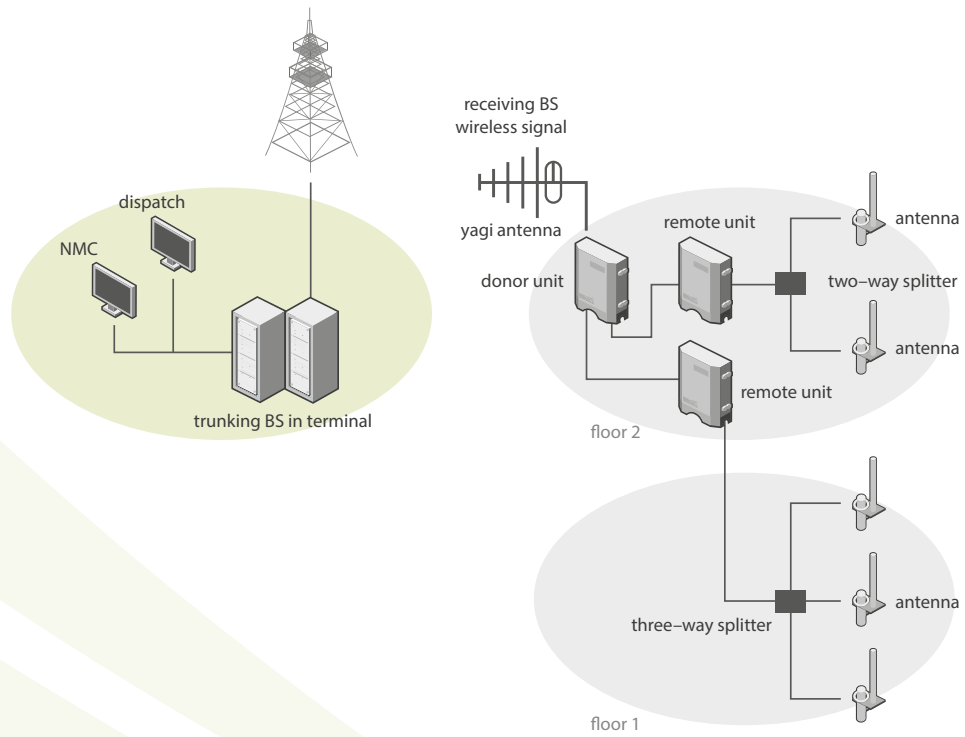 receiving BS
wireless signal
dispatch
NMC
yagi antenna
remote unit
antenna
donor unit
two–way splitter
antenna
remote unit
trunking BS in terminal
floor 2
antenna
three–way splitter
floor 1